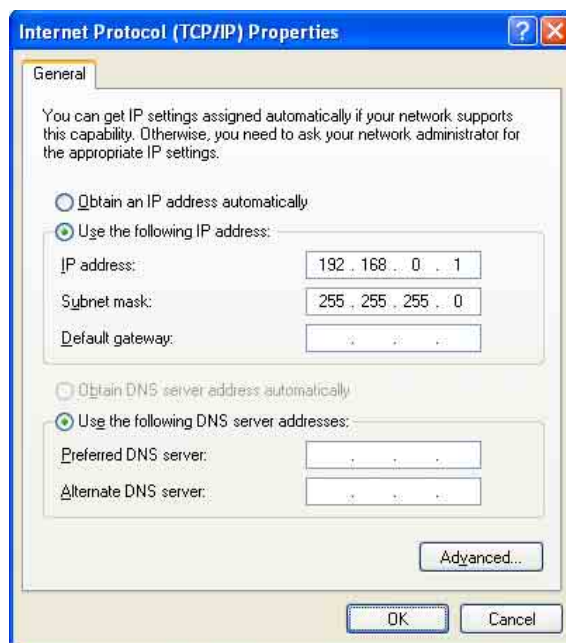 Internet Protocol (TCP/IP) Properties
General
You can get IP settings assigned automatically if your network supports
this capability. Otherwise, you need to ask your network administrator for
the appropriate IP settings.
Obtain an IP address automatically
Use the following IP address:
IP address: 192 . 168 . 0 . 1
Subnet mask: 255 . 255 . 255 . 0
Default gateway: . . .
Obtain DNS server address automatically
Use the following DNS server addresses:
Preferred DNS server: . . .
Alternate DNS server: . . .
Advanced...
OK Cancel